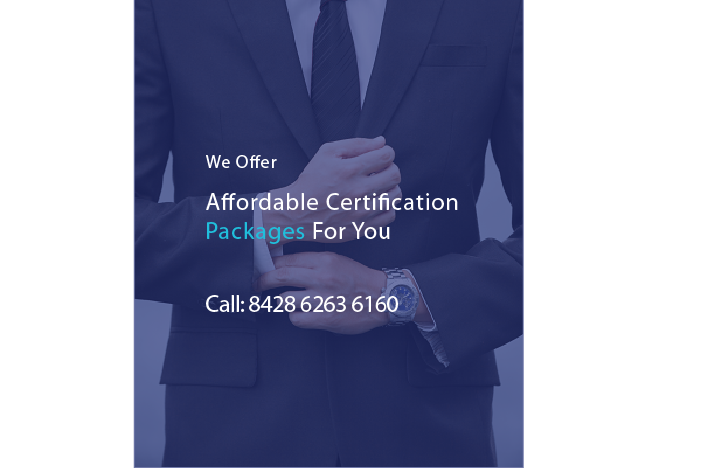 We Offer
Affordable Certification
Packages For You
Call: 8428 6263 6160